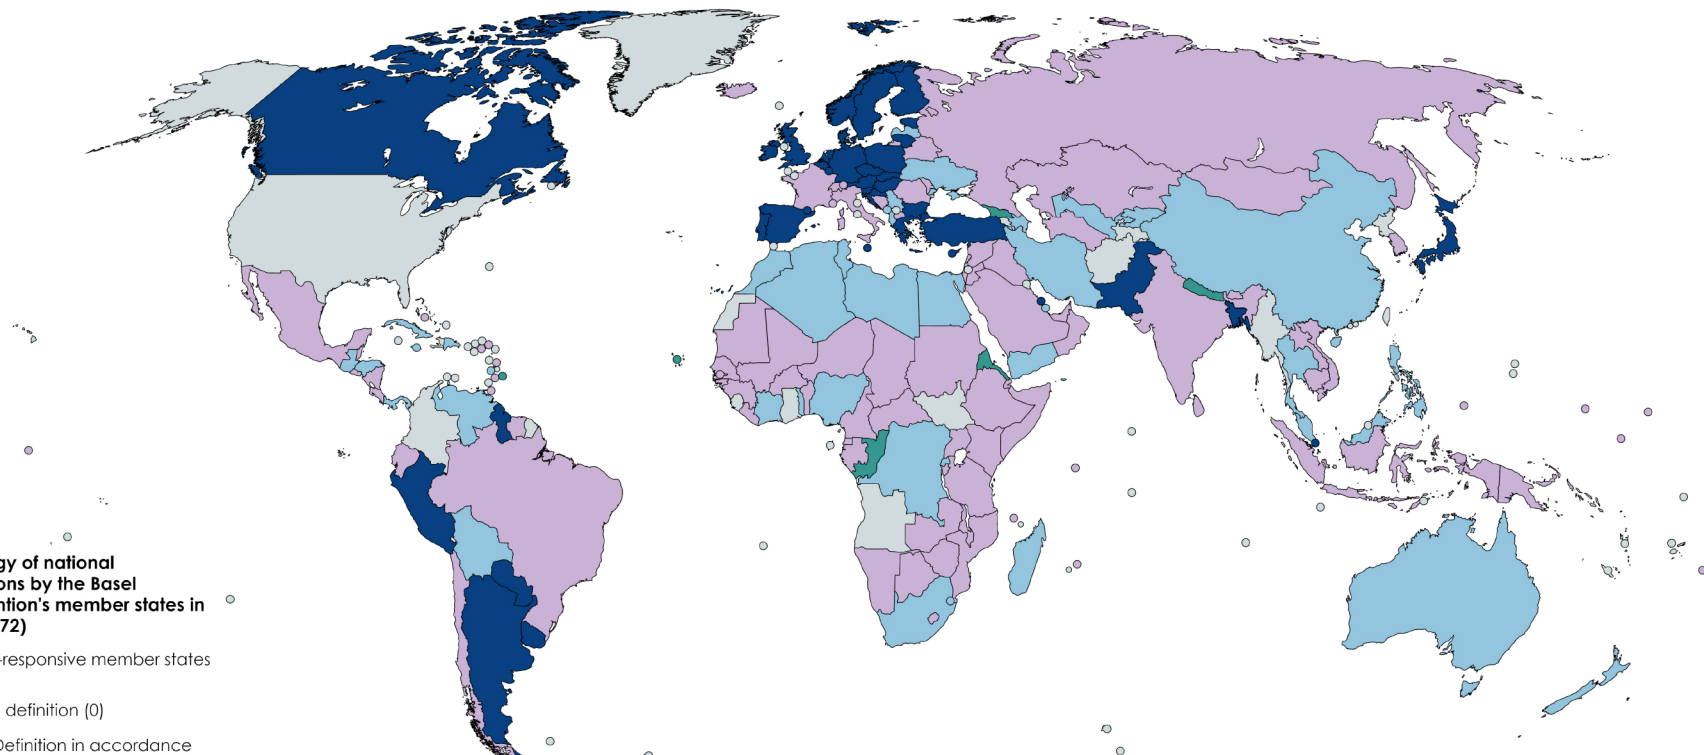 gy of national
ons by the Basel
ntion's member states in
72)
-responsive member states
definition (0)
Definition in accordance